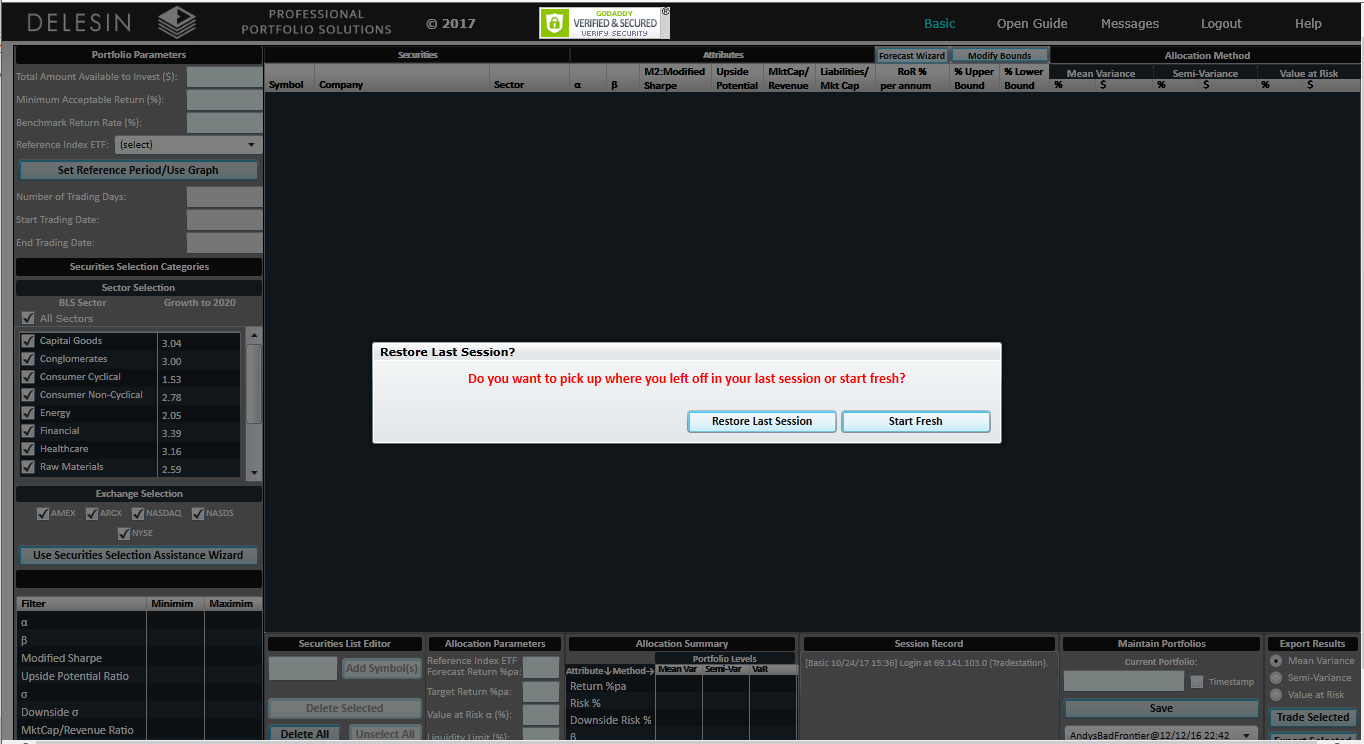 DELESIN
PROFESSIONAL
PORTFOLIO SOLUTIONS
© 2017
GODADDY
VERIFIED & SECURED
VERIFY SECURITY
®
Basic
Open Guide
Messages
Logout
Help
Portfolio Parameters
Total Amount Available to Invest ($):
Minimum Acceptable Return (%):
Benchmark Return Rate (%):
Reference Index ETF: (select)
Set Reference Period/Use Graph
Number of Trading Days:
Start Trading Date:
End Trading Date:
Securities Selection Categories
Sector Selection
BLS Sector Growth to 2020
All Sectors
Capital Goods 3.04
Conglomerates 3.00
Consumer Cyclical 1.53
Consumer Non-Cyclical 2.78
Energy 2.05
Financial 3.39
Healthcare 3.16
Raw Materials 2.59
Exchange Selection
AMEX ARCX NASDAQ NASDS
NYSE
Use Securities Selection Assistance Wizard
Filter Minimim Maximim
α
β
Modified Sharpe
Upside Potential Ratio
σ
Downside σ
MktCap/Revenue Ratio
Securities Attributes Forecast Wizard Modify Bounds Allocation Method
M2:Modified Upside MktCap/ Liabilities/ RoR % % Upper % Lower Mean Variance Semi-Variance Value at Risk
Symbol Company Sector α β Sharpe Potential Revenue Mkt Cap per annum Bound Bound % $ % $ % $
Restore Last Session?
Do you want to pick up where you left off in your last session or start fresh?
Restore Last Session Start Fresh
Securities List Editor
Add Symbol(s)
Delete Selected
Delete All Unselect All
Allocation Parameters
Reference Index ETF
Forecast Return %pa:
Target Return %pa:
Value at Risk α (%):
Liquidity Limit (%):
Allocation Summary
Portfolio Levels
Attribute↓Method→ Mean Var Semi-Var VaR
Return %pa
Risk %
Downside Risk %
β
Session Record
[Basic 10/24/17 15:36] Login at 69.141.103.0 (Tradestation).
Maintain Portfolios
Current Portfolio:
Timestamp
Save
AndysBadFrontier@12/12/16 22:42
Export Results
Mean Variance
Semi-Variance
Value at Risk
Trade Selected
Export Selected